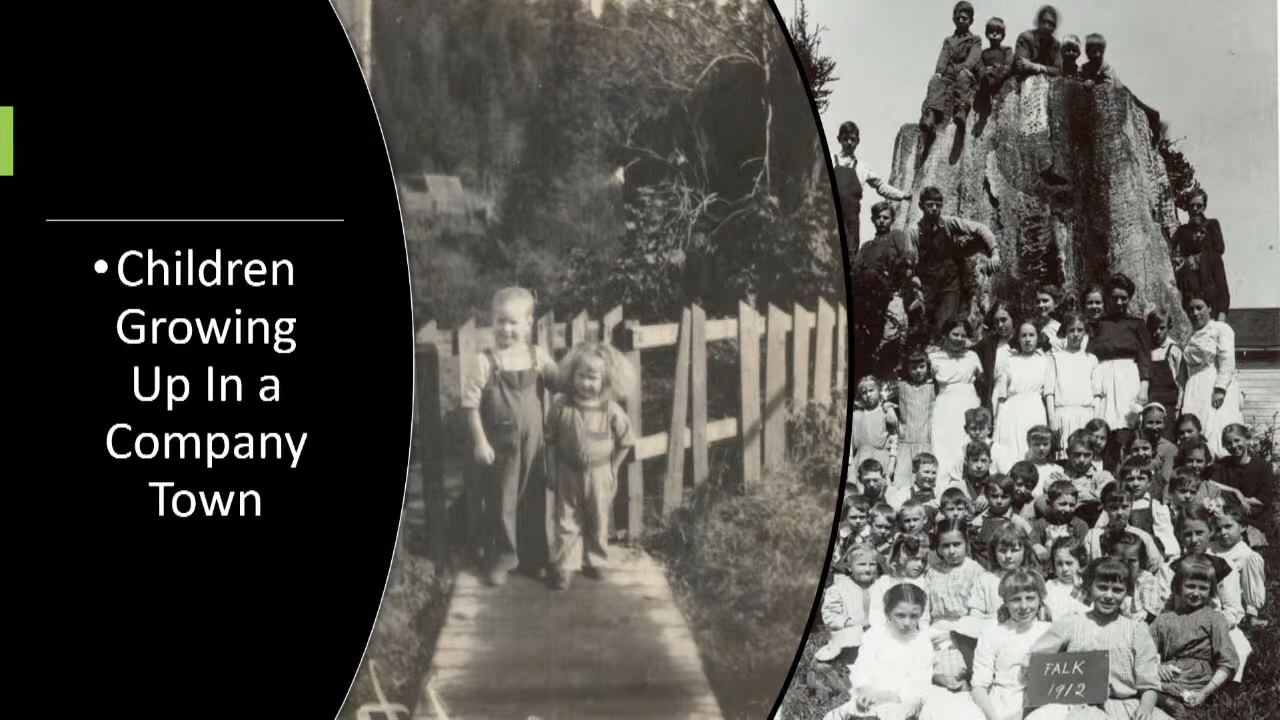 • Children
Growing
Up In a
Company
Town
FALK
1912